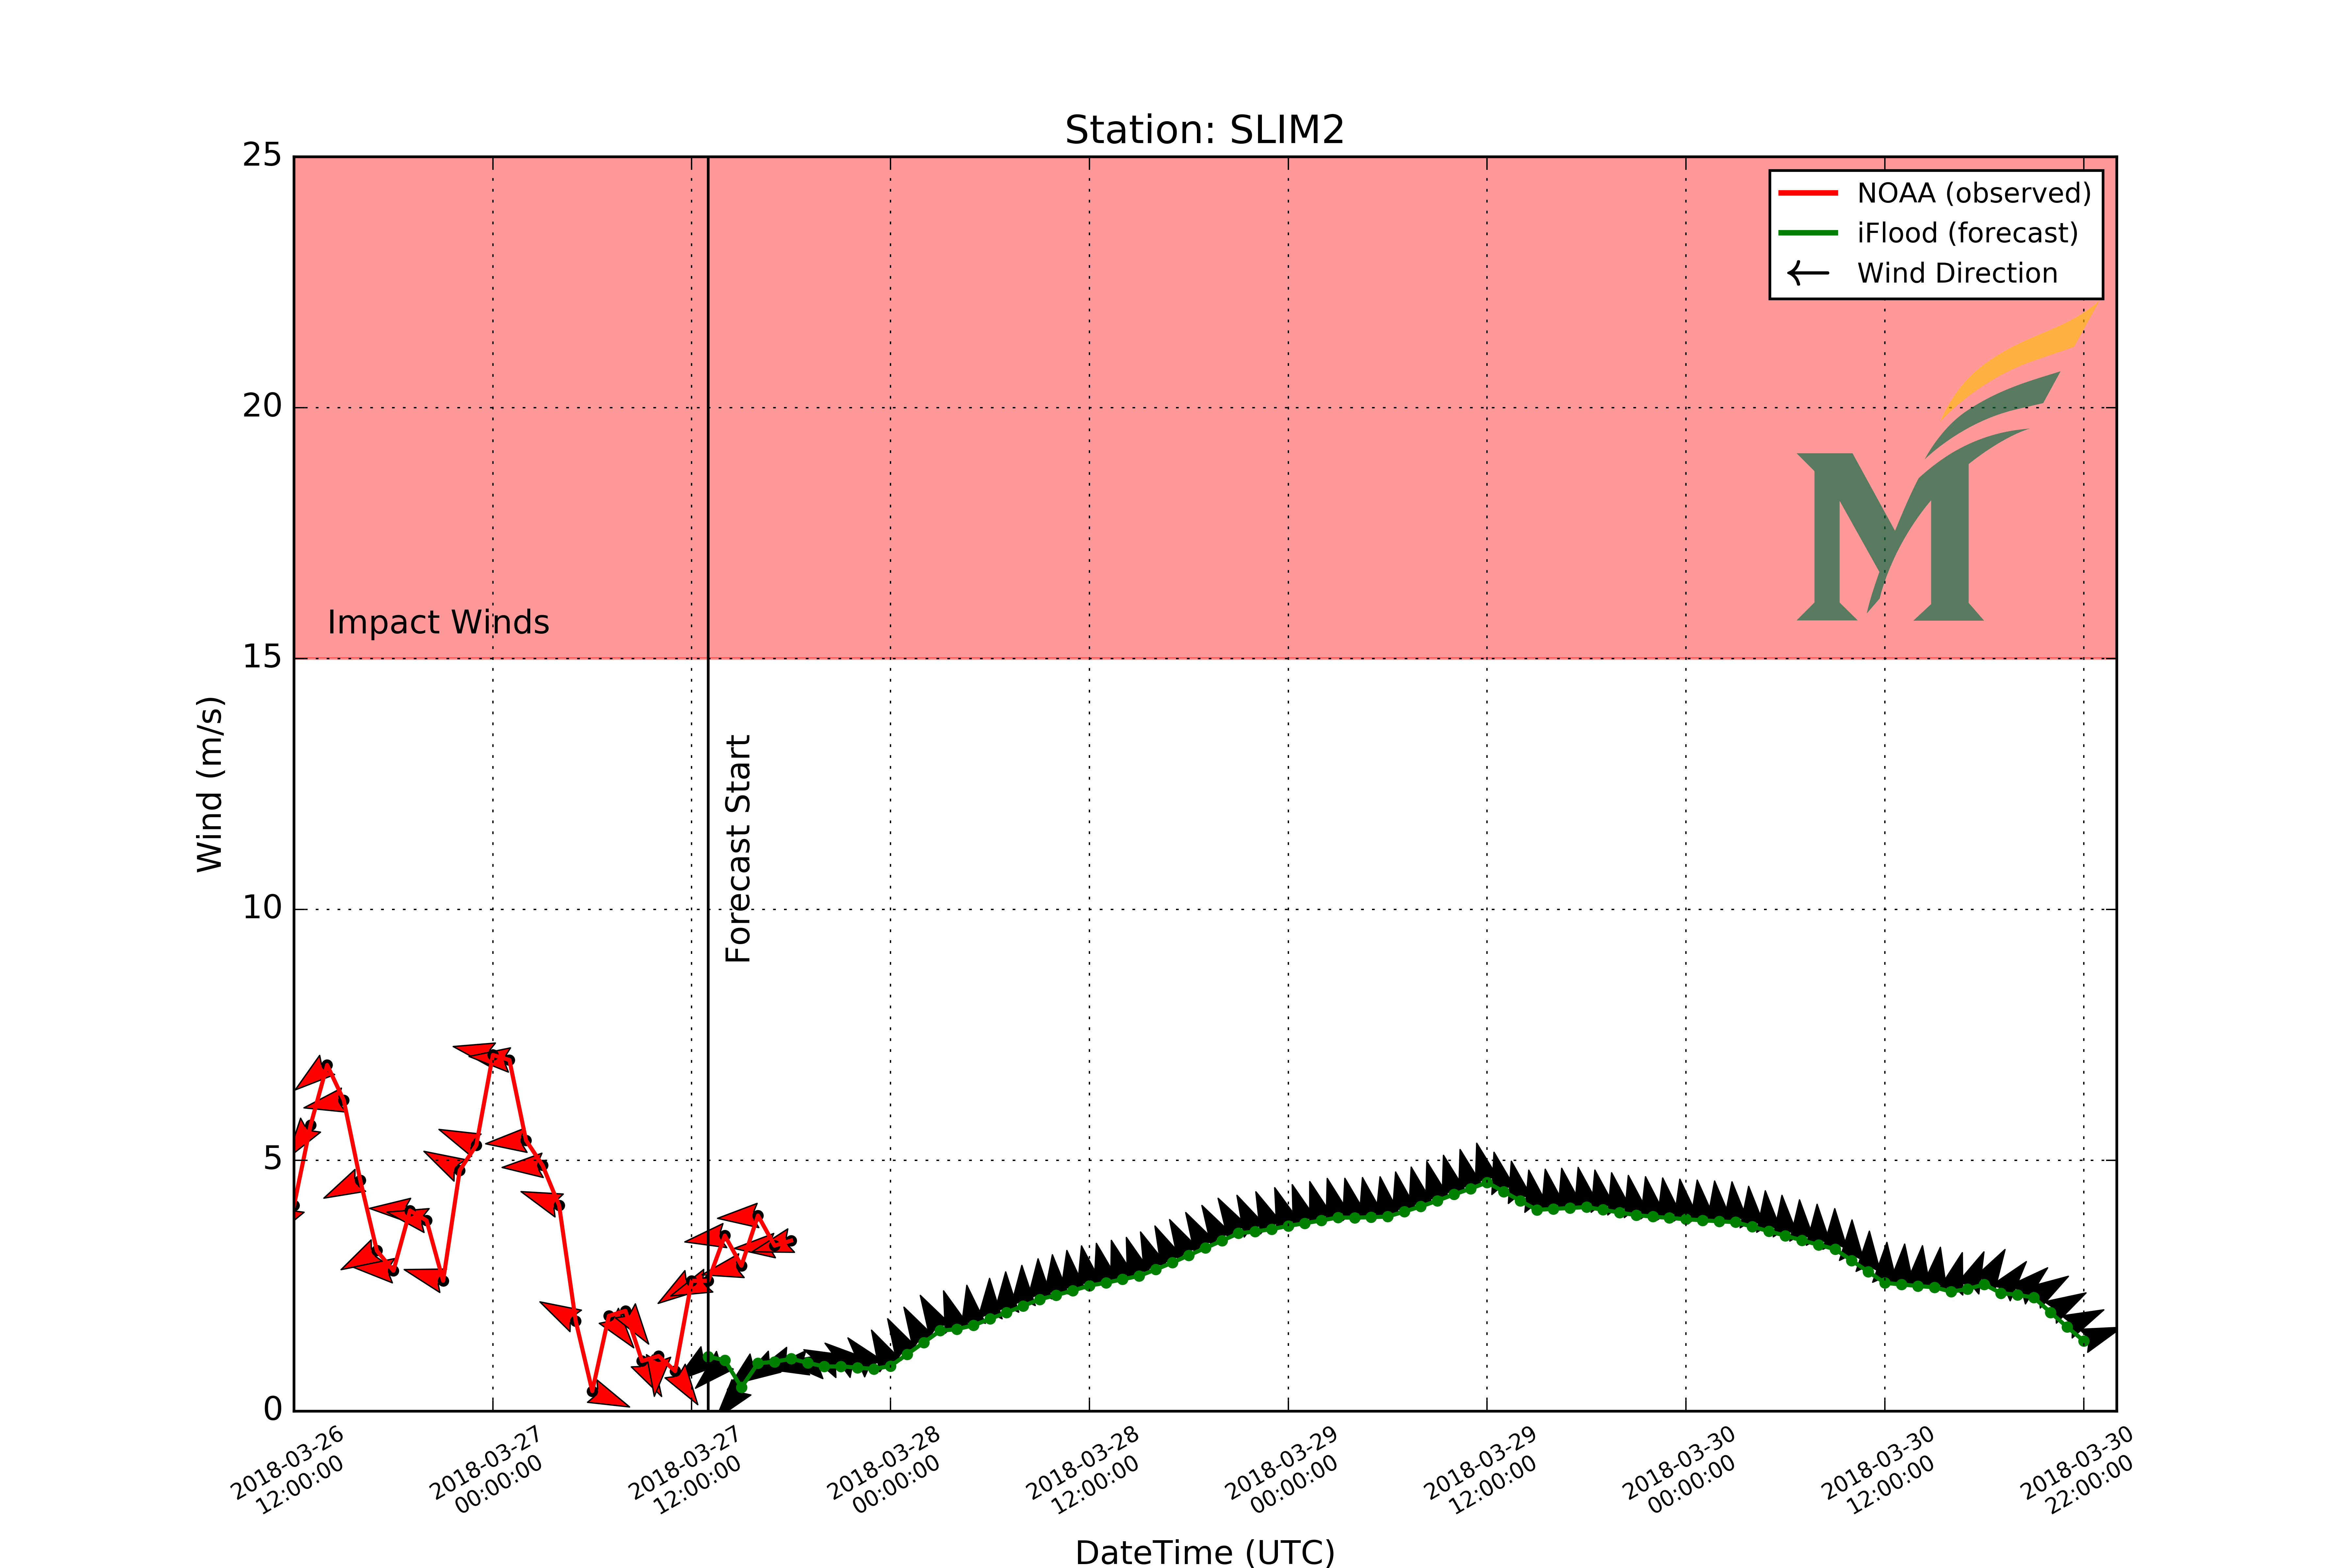 Station: SLIM2
25
NOAA (observed)
iFlood (forecast)
Wind Direction
20
Impact Winds
15
Wind (m/s)
Forecast Start
10
5
0
2018-03-26
12:00:00
2018-03-27
00:00:00
2018-03-27
12:00:00
2018-03-28
00:00:00
2018-03-28
12:00:00
2018-03-29
00:00:00
2018-03-29
12:00:00
2018-03-30
00:00:00
2018-03-30
12:00:00
2018-03-30
22:00:00
DateTime (UTC)
M